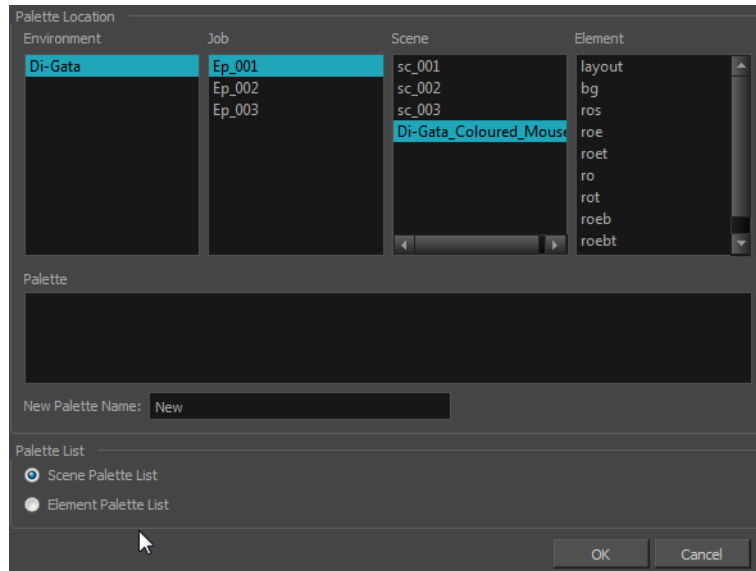 Palette Location
Environment Job Scene Element
Di-Gata
Ep_001
Ep_002
Ep_003
sc_001
sc_002
sc_003
Di-Gata_Coloured_Mouse
layout
bg
ros
roe
roet
ro
rot
roeb
roebt
Palette
New Palette Name: New
Palette List
Scene Palette List
Element Palette List
OK Cancel